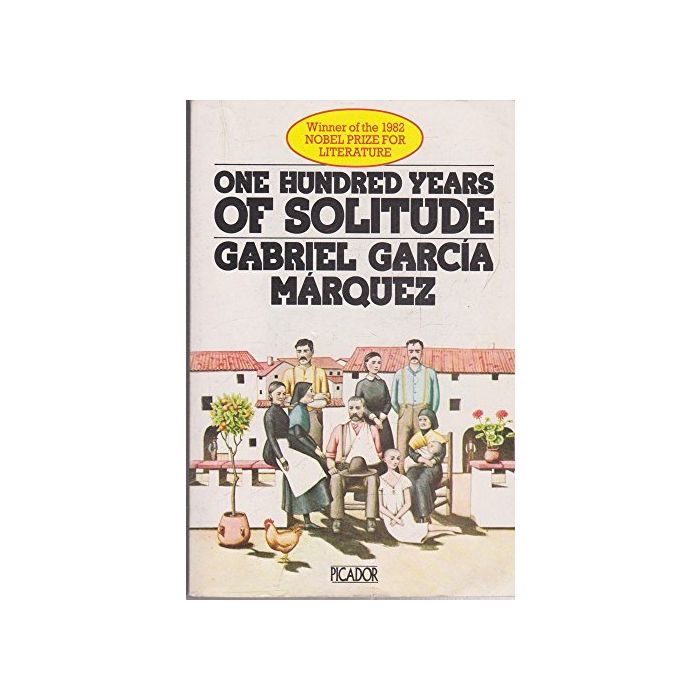 Winner of the 1982
NOBEL PRIZE FOR
LITERATURE
ONE HUNDRED YEARS
OF SOLITUDE
GABRIEL GARCÍA
MÁRQUEZ
PICADOR